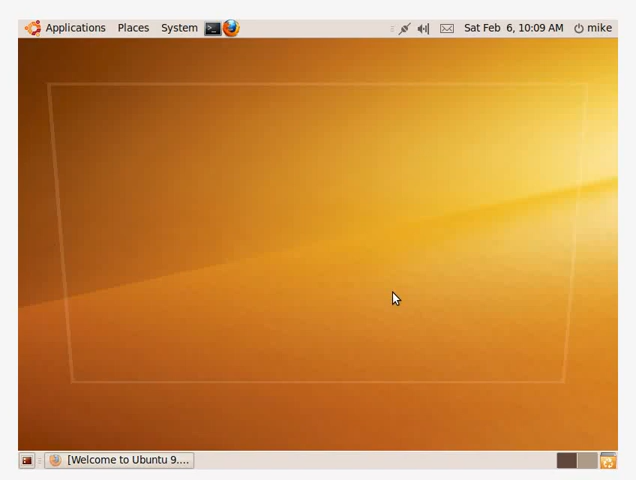 Applications Places System Sat Feb 6, 10:09 AM mike
[Welcome to Ubuntu 9....